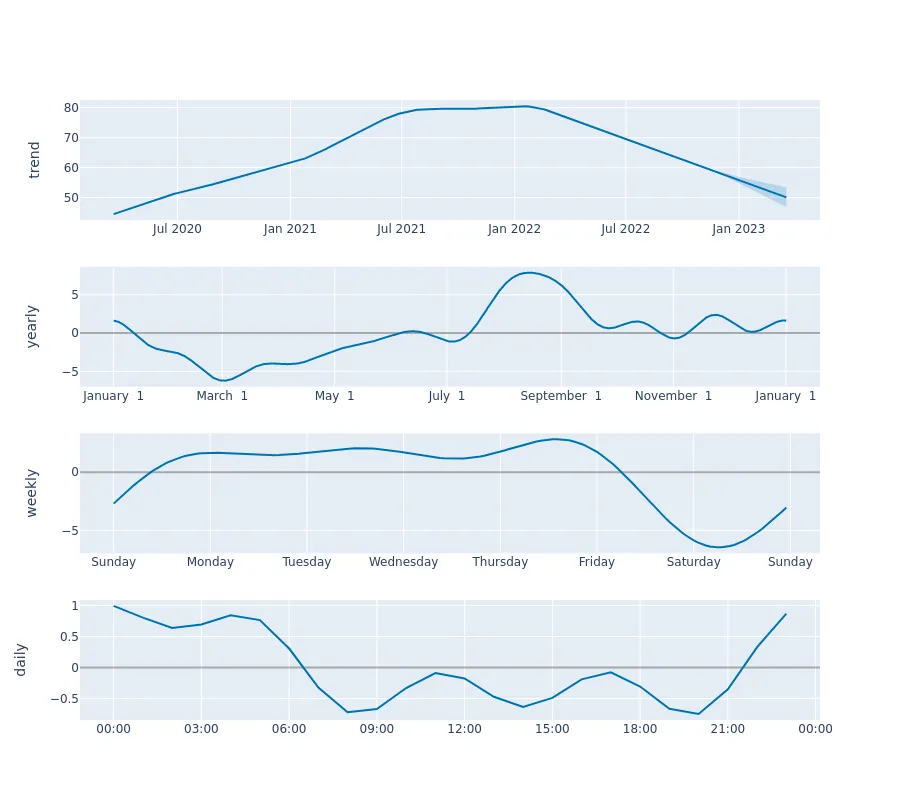 trend
80
70
60
50
Jul 2020 Jan 2021 Jul 2021 Jan 2022 Jul 2022 Jan 2023
yearly
5
0
−5
January 1 March 1 May 1 July 1 September 1 November 1 January 1
weekly
0
−5
Sunday Monday Tuesday Wednesday Thursday Friday Saturday Sunday
daily
1
0.5
0
−0.5
00:00 03:00 06:00 09:00 12:00 15:00 18:00 21:00 00:00